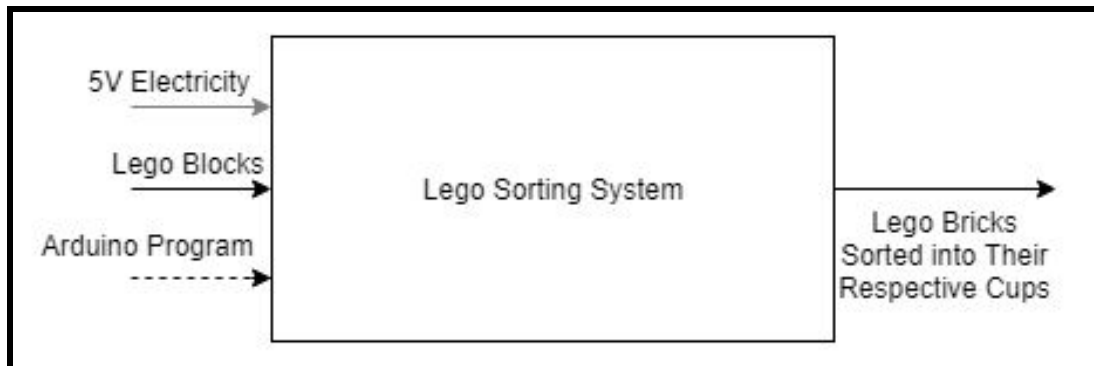 5V Electricity
Lego Blocks
Arduino Program
Lego Sorting System
Lego Bricks
Sorted into Their
Respective Cups